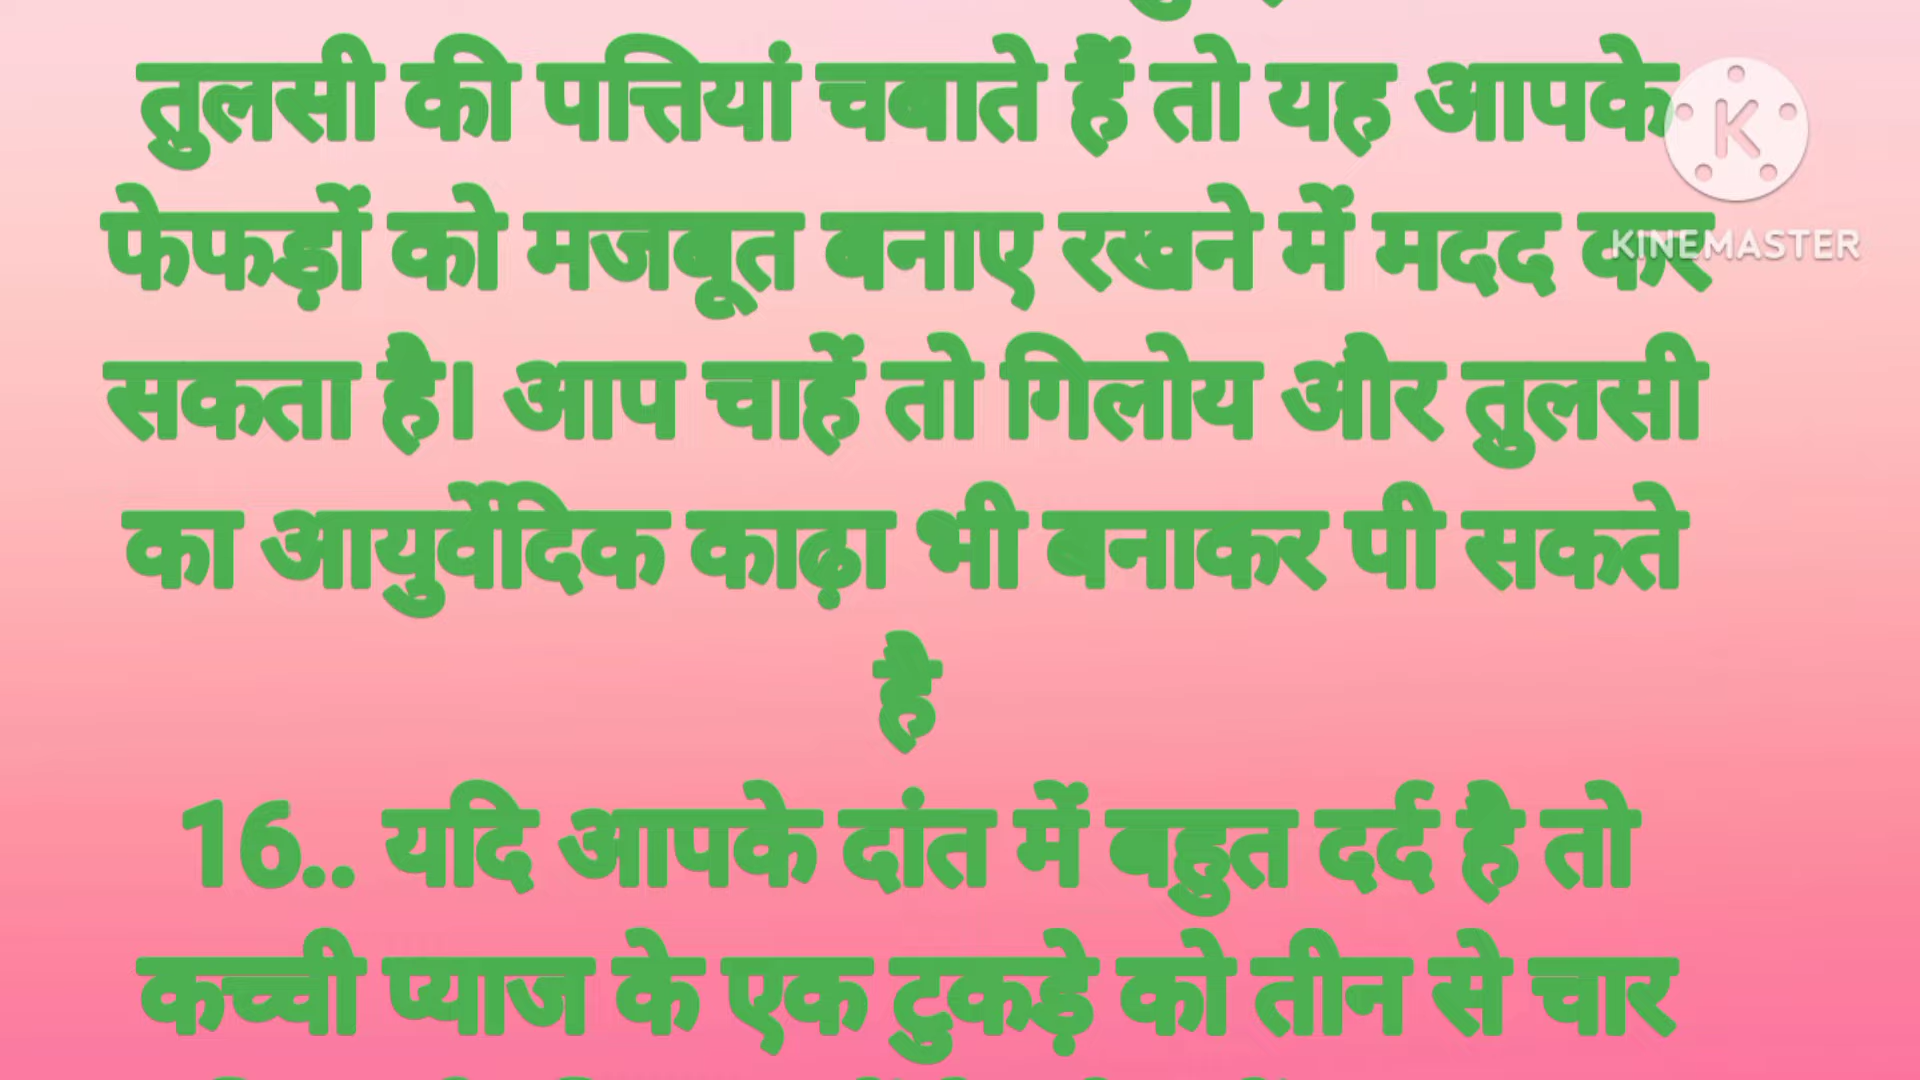 तुलसी की पत्तियां चबाते हैं तो यह आपके
फेफड़ों को मजबूत बनाए रखने में मदद कर
सकता है। आप चाहें तो गिलोय और तुलसी
का आयुर्वेदिक काढ़ा भी बनाकर पी सकते
है
16.. यदि आपके दांत में बहुत दर्द है तो
कच्ची प्याज के एक टुकड़े को तीन से चार
K
KINEMASTER